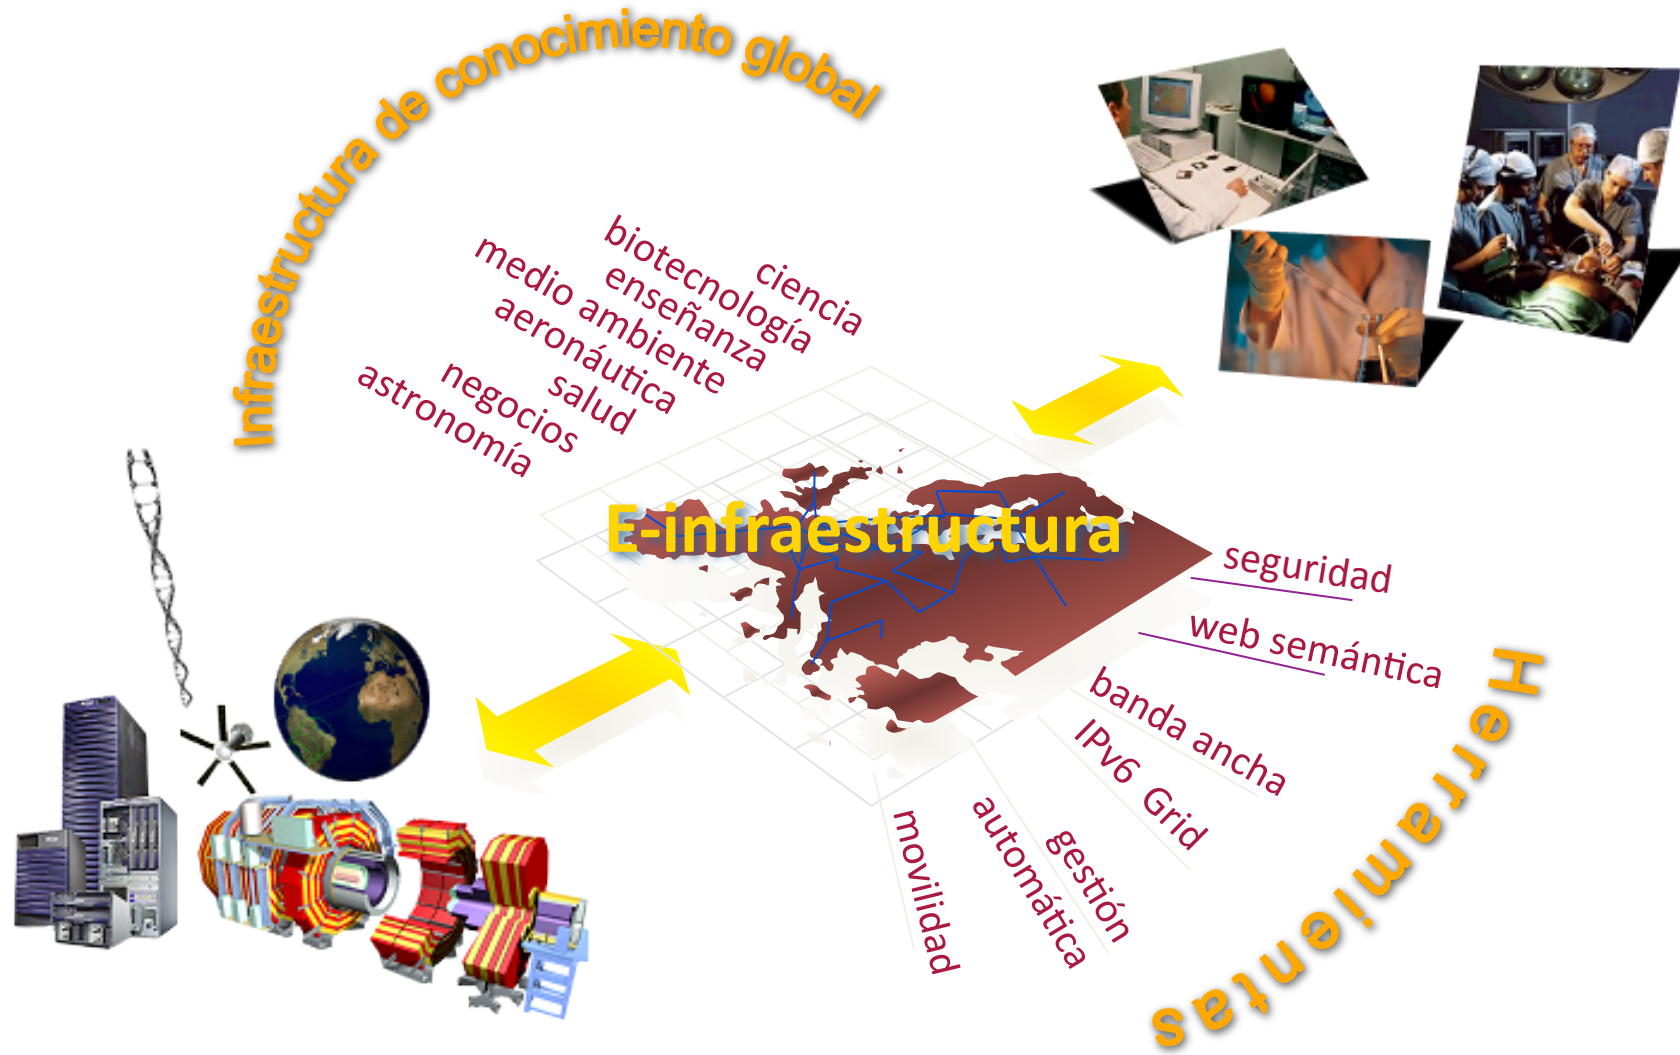 Infraestructura de conocimiento global
ciencia
biotecnología
enseñanza
medio ambiente
aeronáutica
salud
negocios
astronomía
E-infraestructura
seguridad
web semántica
banda ancha
IPv6 Grid
gestión
automática
movilidad
Herramientas